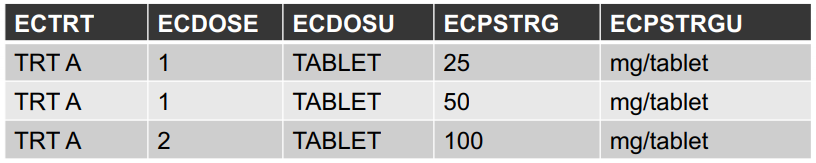 ECTRT ECDOSE ECDOSU ECPSTRG ECPSTRGU
TRT A 1 TABLET 25 mg/tablet
TRT A 1 TABLET 50 mg/tablet
TRT A 2 TABLET 100 mg/tablet